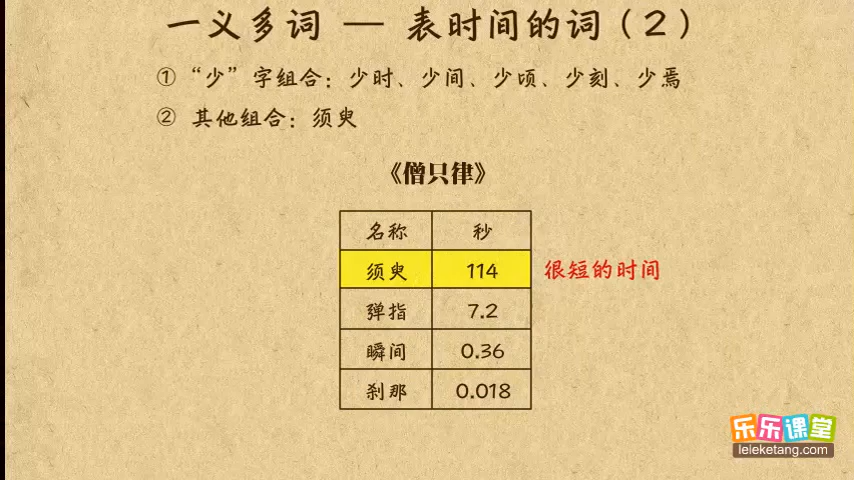 一义多词 — 表时间的词（2）
①“少”字组合：少时、少间、少顷、少刻、少焉
② 其他组合：须臾
《僧只律》
名称 秒
须臾 114 很短的时间
弹指 7.2
瞬间 0.36
刹那 0.018
乐乐课堂
leleketang.com